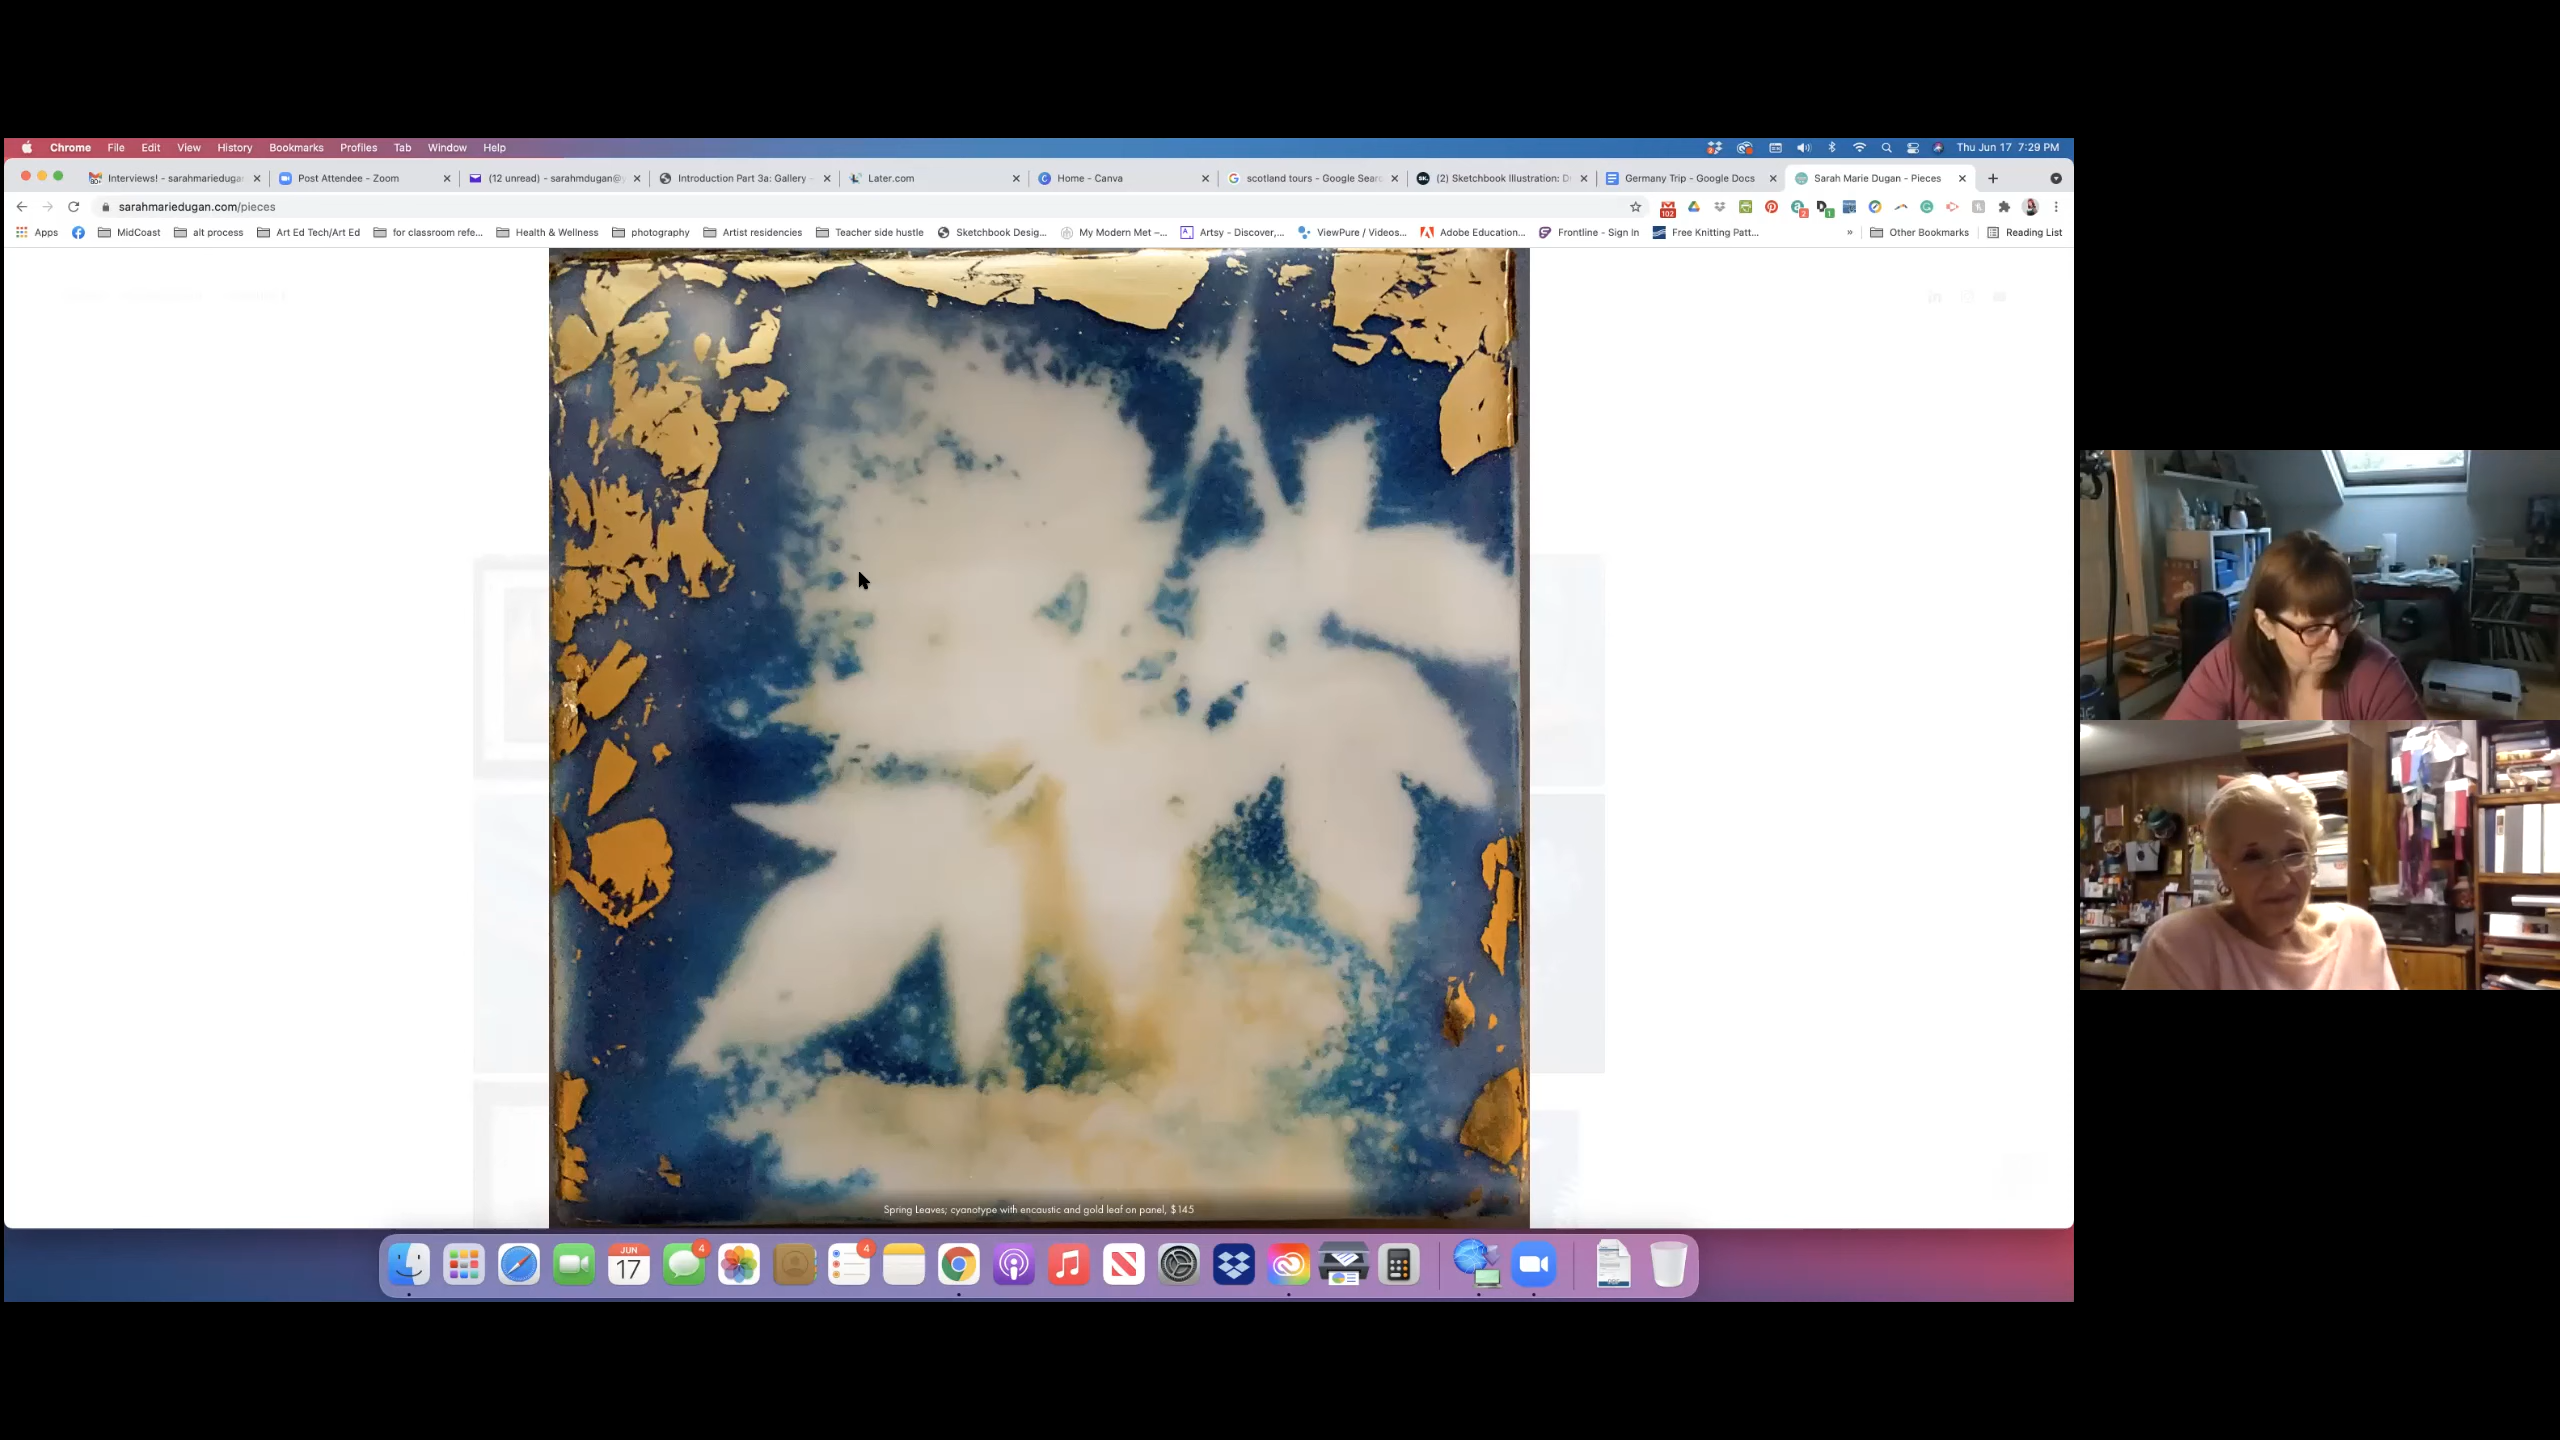 Chrome File Edit View History Bookmarks Profiles Tab Window Help Thu Jun 17 7:29 PM
Interviews! - sarahmariedugan Post Attendee - Zoom (12 unread) - sarahmdugan@y Introduction Part 3a: Gallery - Later.com Home - Canva scotland tours - Google Searc (2) Sketchbook Illustration: D Germany Trip - Google Docs Sarah Marie Dugan - Pieces
sarahmariedugan.com/pieces 102 2 1
Apps MidCoast alt process Art Ed Tech/Art Ed for classroom refe... Health & Wellness photography Artist residencies Teacher side hustle Sketchbook Desig... My Modern Met –... Artsy - Discover,... ViewPure / Videos... Adobe Education... Frontline - Sign In Free Knitting Patt... » Other Bookmarks Reading List
Spring Leaves; cyanotype with encaustic and gold leaf on panel, $145
JUN
17
4
4